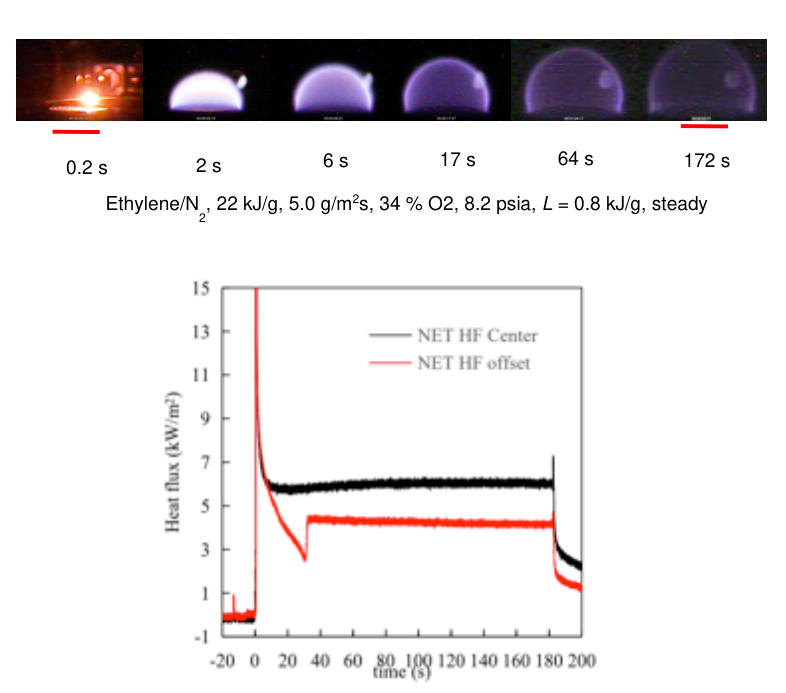 0.2 s 2 s 6 s 17 s 64 s 172 s
Ethylene/N2, 22 kJ/g, 5.0 g/m²s, 34 % O2, 8.2 psia, L = 0.8 kJ/g, steady
15
13
11
9
7
5
3
1
-1
Heat flux (kW/m²)
NET HF Center
NET HF offset
-20 0 20 40 60 80 100 120 140 160 180 200
time (s)